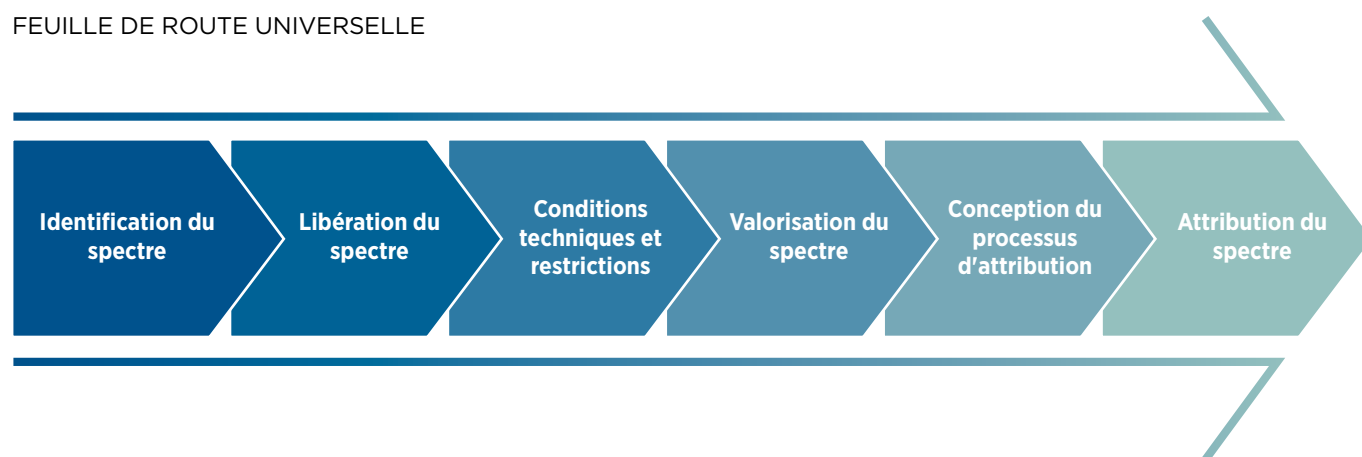 FEUILLE DE ROUTE UNIVERSELLE
Identification du
spectre
Libération du
spectre
Conditions
techniques et
restrictions
Valorisation du
spectre
Conception du
processus
d'attribution
Attribution du
spectre